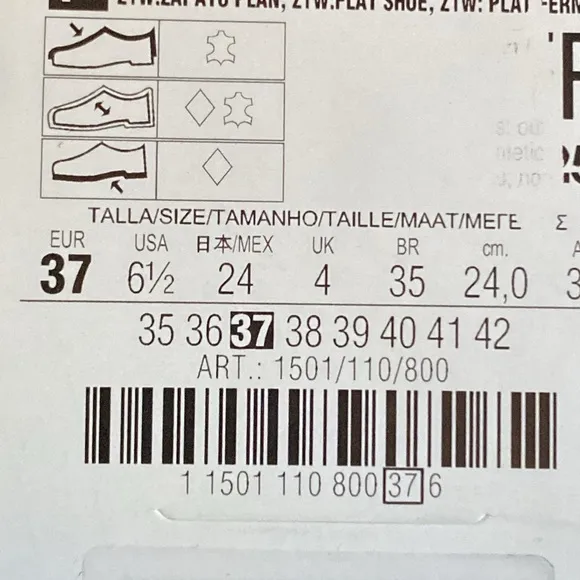 ZTW:ZAPATO PLAN, ZTW:FLAT SHOE, ZTW: PLAT
TALLA/SIZE/TAMANHO/TAILLE/MAAT/ΜΕΓΕ Σ
EUR USA 日本/MEX UK BR cm.
37 6½ 24 4 35 24,0 3
35 36 37 38 39 40 41 42
ART.: 1501/110/800
1 1501 110 800 37 6